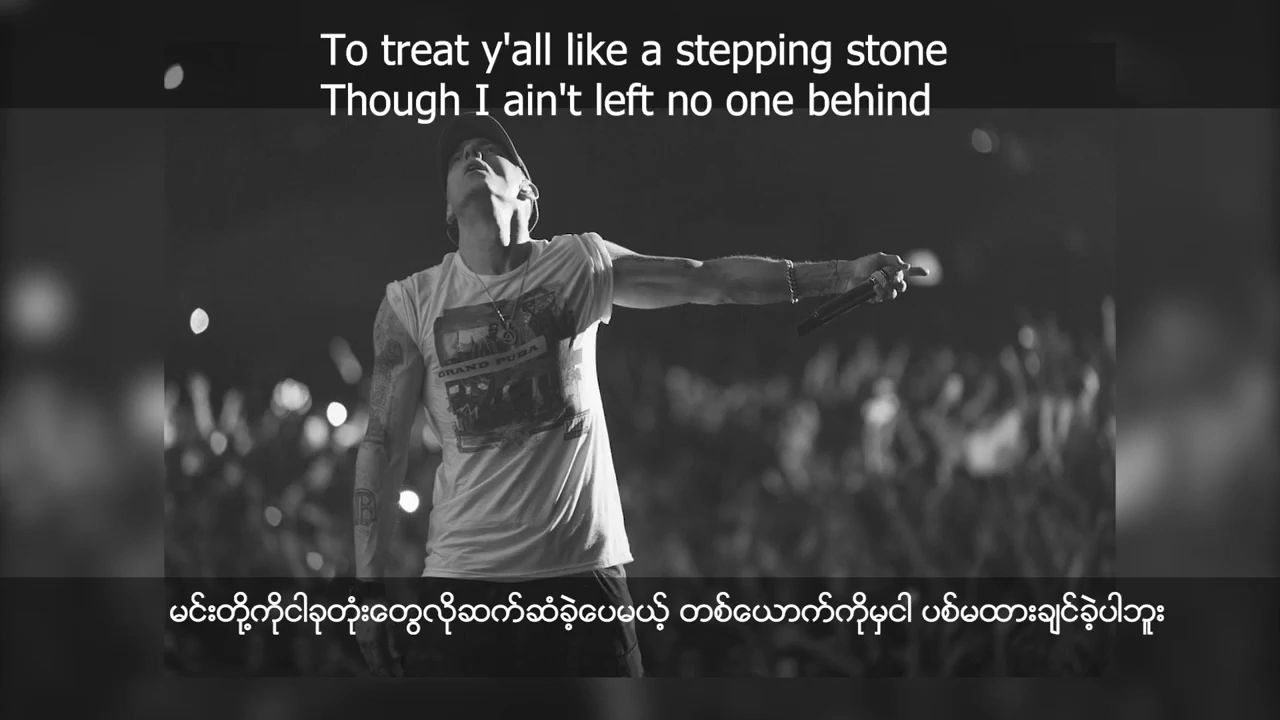 To treat y'all like a stepping stone
Though I ain't left no one behind
GRAND PUBA
မင်းတို့ကိုငါခုတုံးတွေလိုဆက်ဆံခဲ့ပေမယ့် တစ်ယောက်ကိုမှငါ ပစ်မထားချင်ခဲ့ပါဘူး